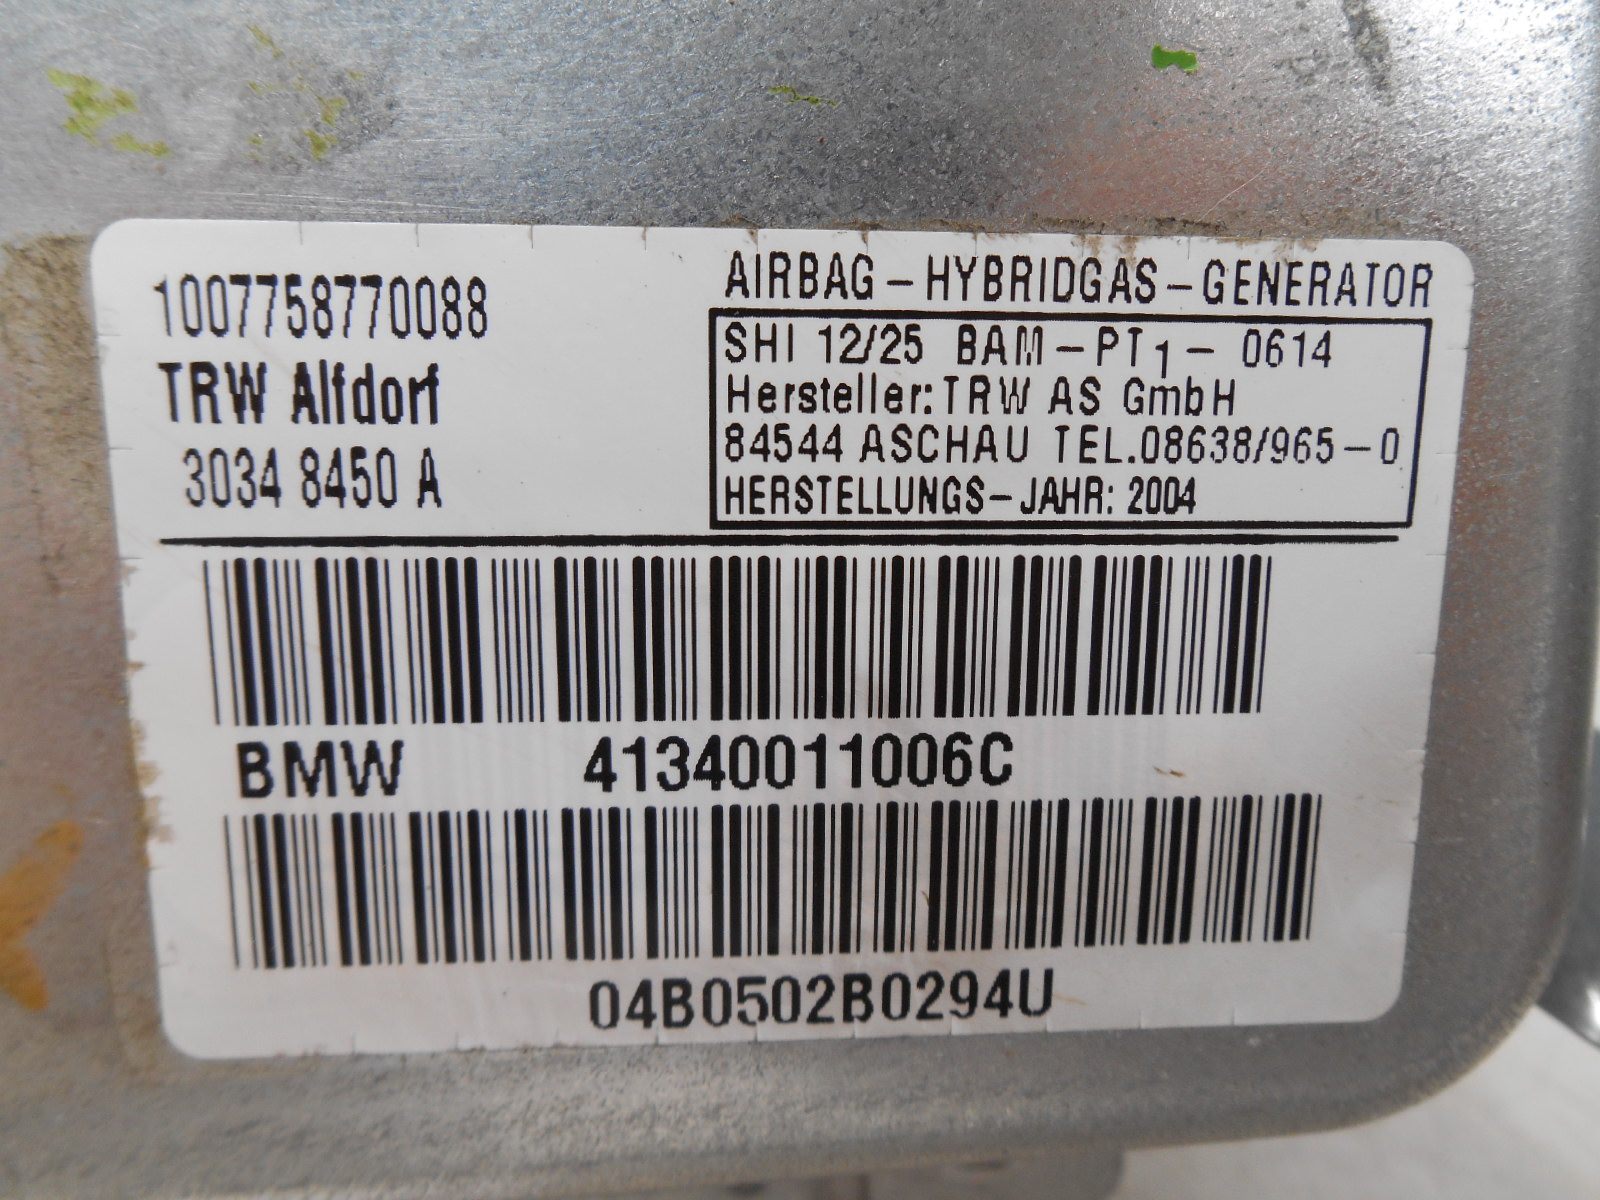 1007758770088
TRW Alfdorf
3034 8450 A
AIRBAG-HYBRIDGAS-GENERATOR
SHI 12/25 BAM-PT1-0614
Hersteller: TRW AS GmbH
84544 ASCHAU TEL.08638/965-0
HERSTELLUNGS-JAHR: 2004
BMW 41340011006C
04B0502B0294U